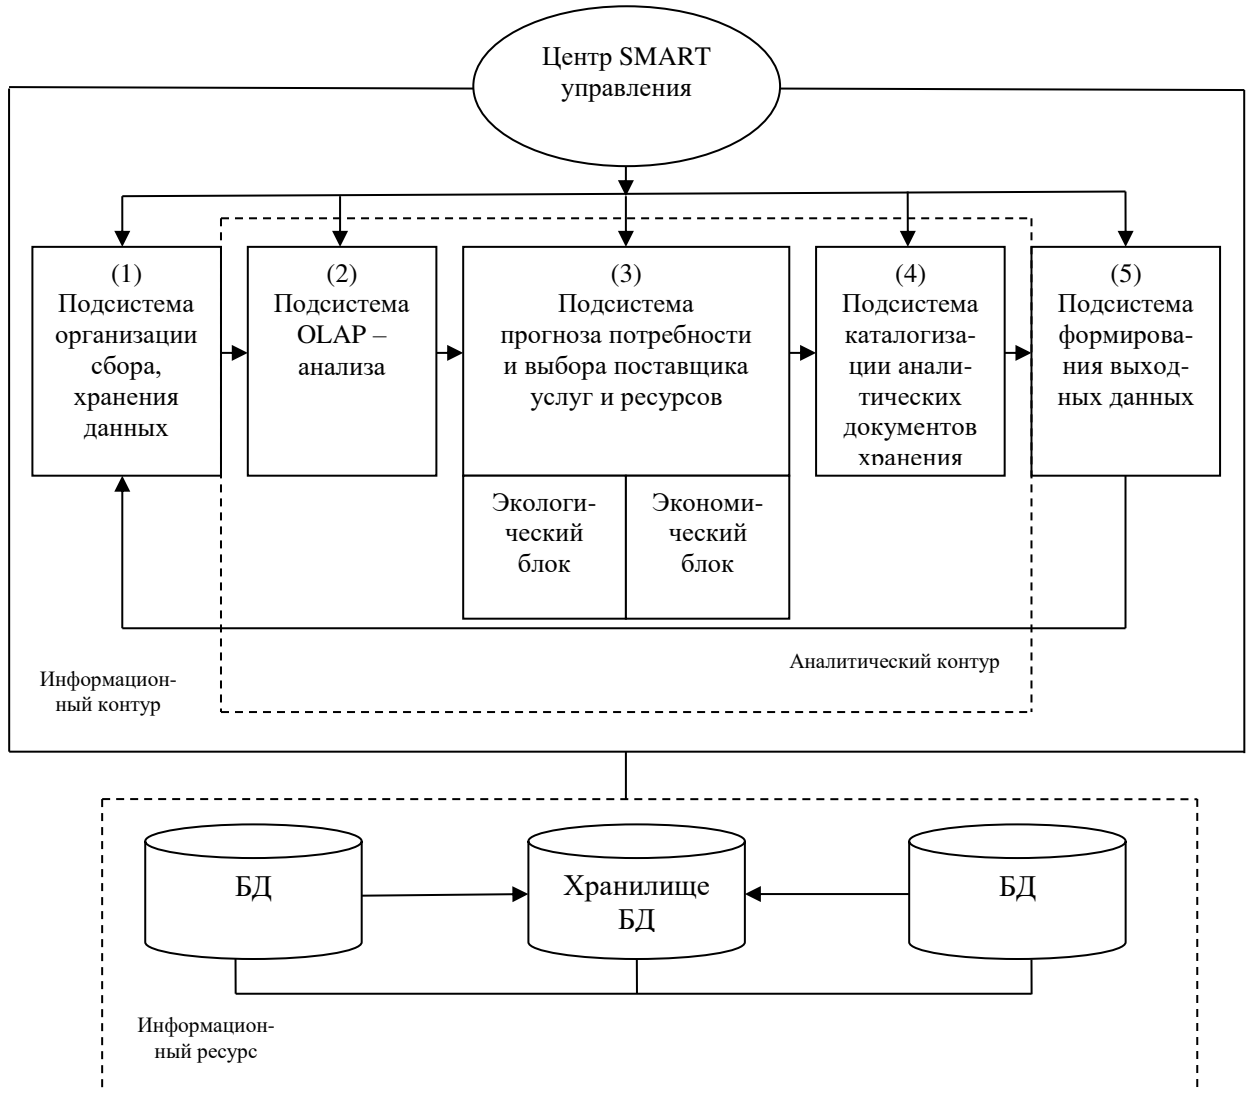 Центр SMART
управления
(1)
Подсистема
организации
сбора,
хранения
данных
(2)
Подсистема
OLAP –
анализа
(3)
Подсистема
прогноза потребности
и выбора поставщика
услуг и ресурсов
(4)
Подсистема
каталогиза-
ции анали-
тических
документов
хранения
(5)
Подсистема
формирова-
ния выход-
ных данных
Экологи-
ческий
блок
Экономи-
ческий
блок
Аналитический контур
Информацион-
ный контур
БД
Хранилище
БД
БД
Информацион-
ный ресурс